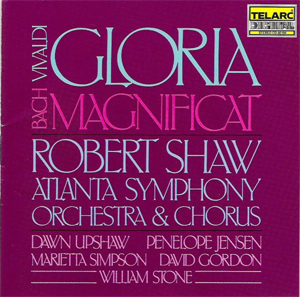 TELARC
VIVALDI GLORIA
BACH MAGNIFICAT
ROBERT SHAW
ATLANTA SYMPHONY
ORCHESTRA & CHORUS
DAWN UPSHAW PENELOPE JENSEN
MARIETTA SIMPSON DAVID GORDON
WILLIAM STONE